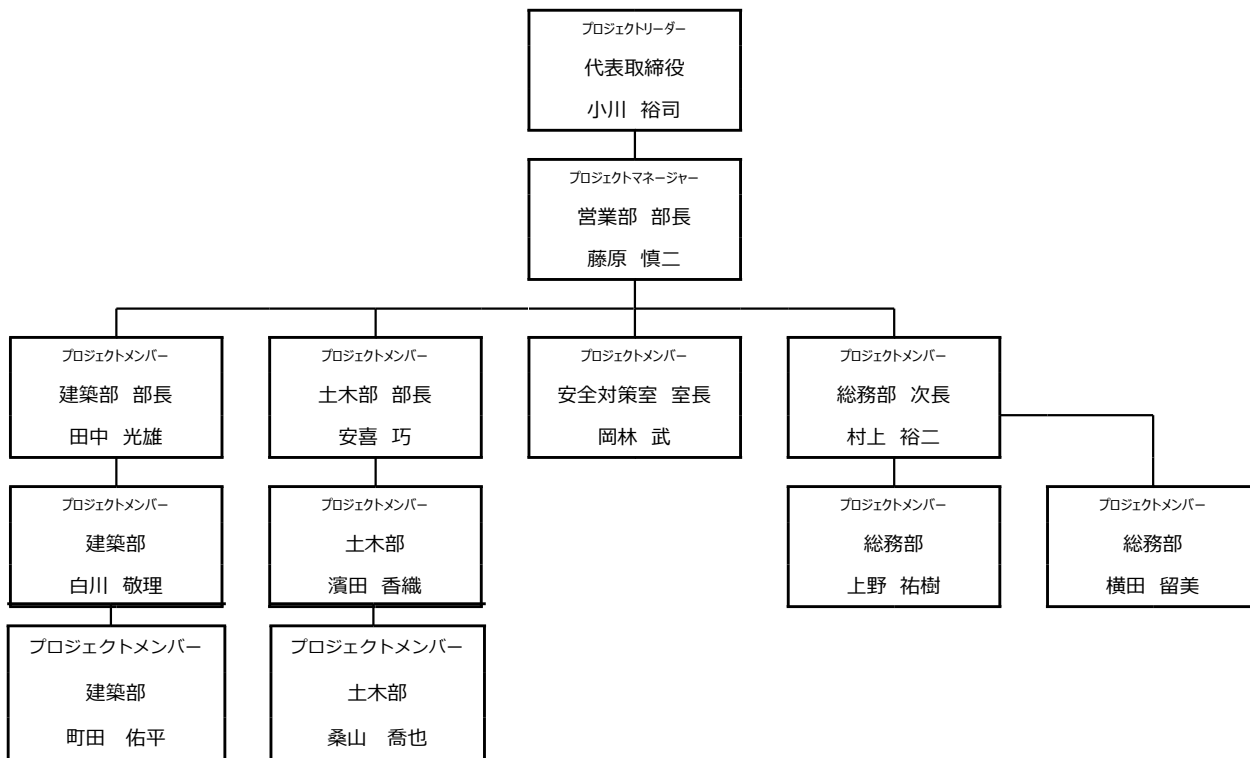 プロジェクトリーダー
代表取締役
小川 裕司
プロジェクトマネージャー
営業部 部長
藤原 慎二
プロジェクトメンバー
建築部 部長
田中 光雄
プロジェクトメンバー
土木部 部長
安喜 巧
プロジェクトメンバー
安全対策室 室長
岡林 武
プロジェクトメンバー
総務部 次長
村上 裕二
プロジェクトメンバー
建築部
白川 敬理
プロジェクトメンバー
土木部
濱田 香織
プロジェクトメンバー
総務部
上野 祐樹
プロジェクトメンバー
総務部
横田 留美
プロジェクトメンバー
建築部
町田 佑平
プロジェクトメンバー
土木部
桑山 喬也